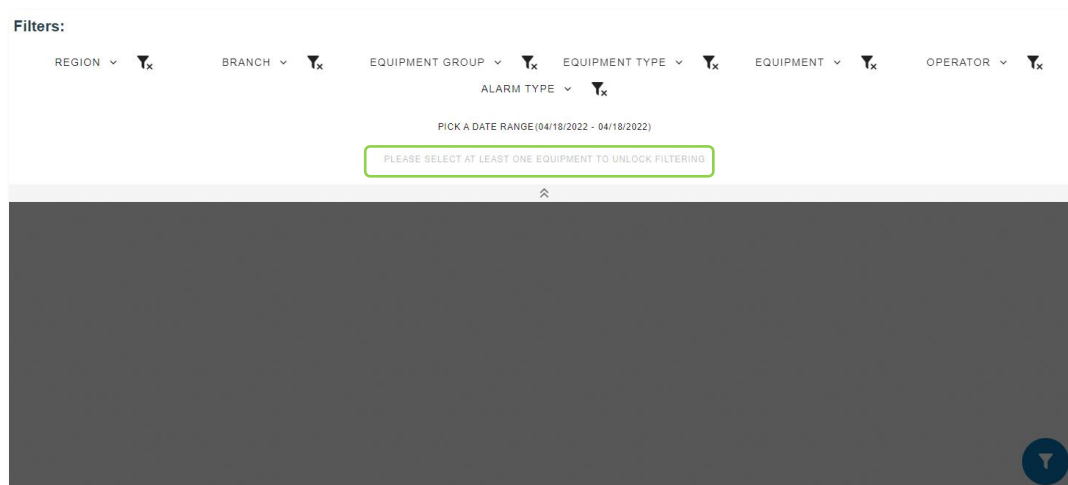 Filters:
REGION BRANCH EQUIPMENT GROUP EQUIPMENT TYPE EQUIPMENT OPERATOR
ALARM TYPE
PICK A DATE RANGE(04/18/2022 - 04/18/2022)
PLEASE SELECT AT LEAST ONE EQUIPMENT TO UNLOCK FILTERING